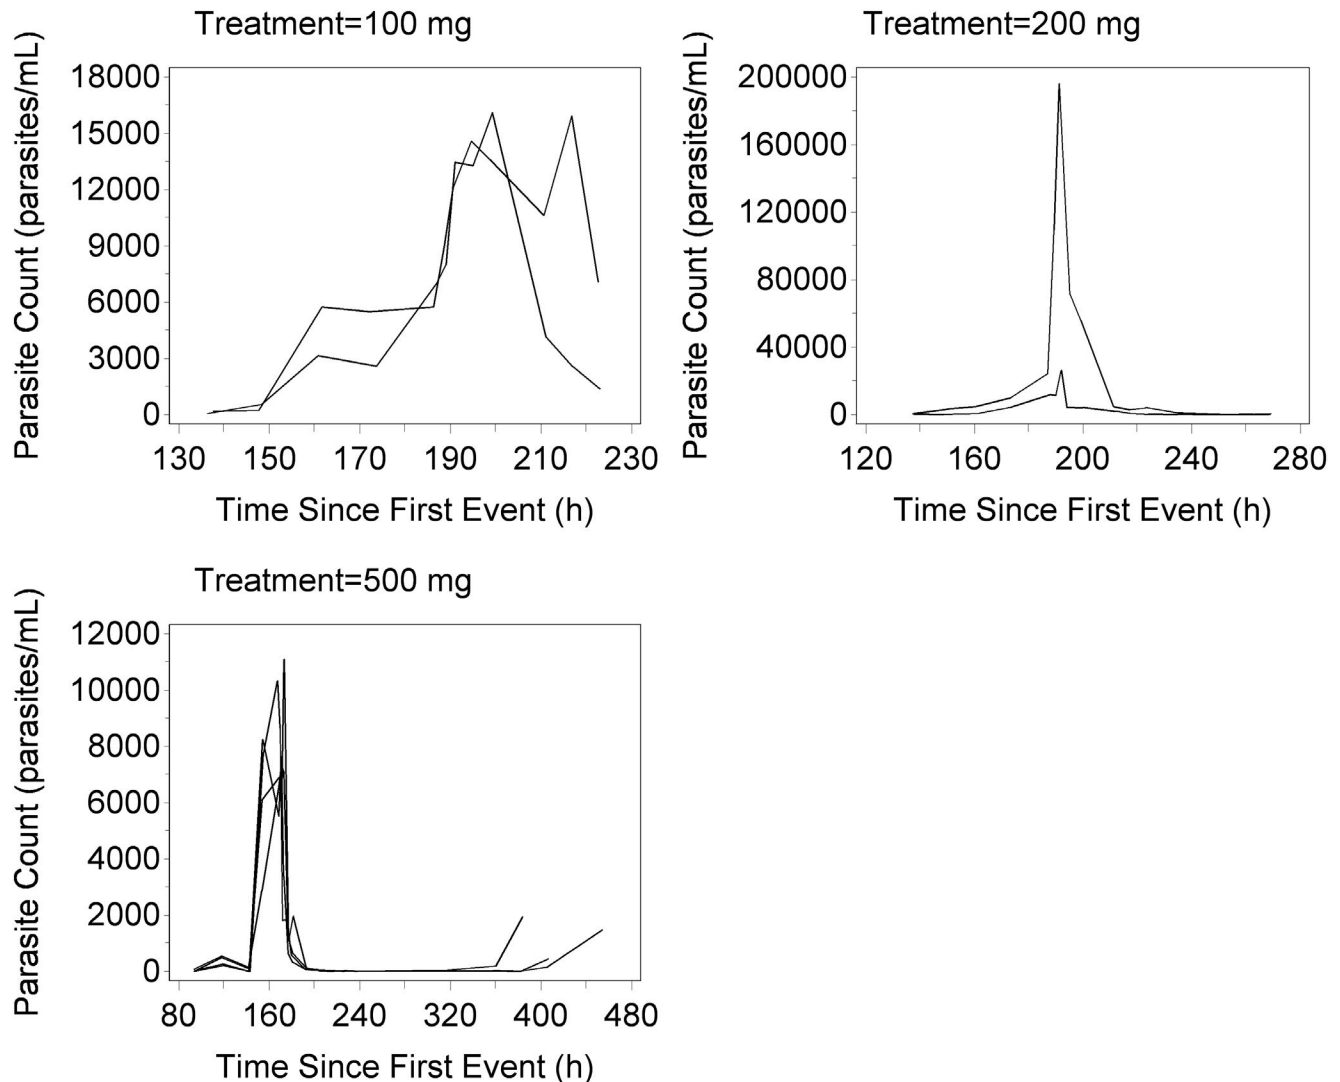 Treatment=100 mg
Parasite Count (parasites/mL)
18000
15000
12000
9000
6000
3000
0
130 150 170 190 210 230
Time Since First Event (h)
Treatment=200 mg
Parasite Count (parasites/mL)
200000
160000
120000
80000
40000
0
120 160 200 240 280
Time Since First Event (h)
Treatment=500 mg
Parasite Count (parasites/mL)
12000
10000
8000
6000
4000
2000
0
80 160 240 320 400 480
Time Since First Event (h)